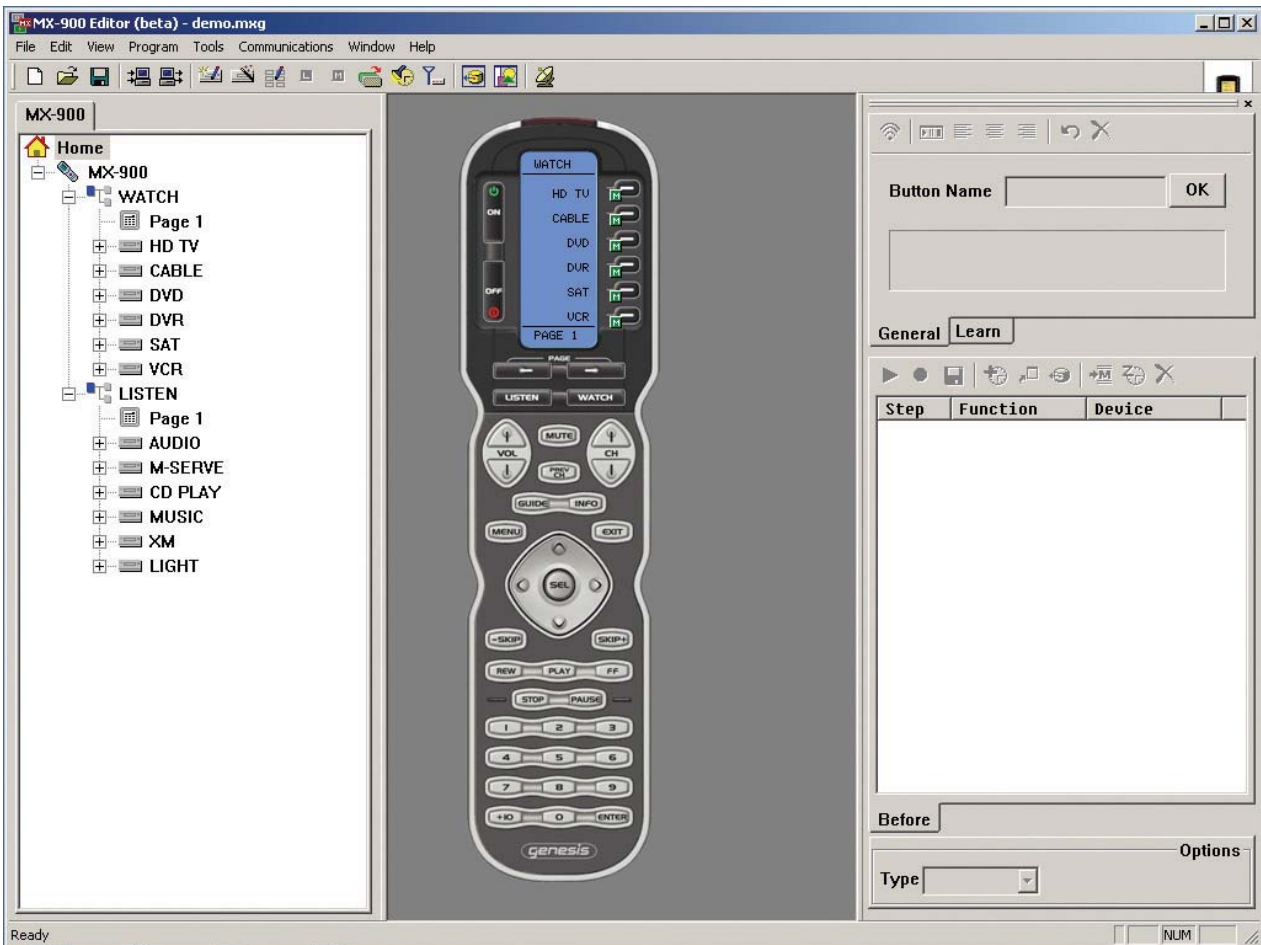 MX-900 Editor (beta) - demo.mxg
File Edit View Program Tools Communications Window Help
MX-900
Home
MX-900
WATCH
Page 1
HD TV
CABLE
DVD
DVR
SAT
VCR
LISTEN
Page 1
AUDIO
M-SERVE
CD PLAY
MUSIC
XM
LIGHT
WATCH
ON
HD TV M
CABLE M
DVD M
DVR M
OFF
SAT M
VCR M
PAGE 1
PAGE
LISTEN WATCH
VOL MUTE CH
PREV
CH
GUIDE INFO
MENU EXIT
SEL
-SKIP SKIP+
REW PLAY FF
STOP PAUSE
1 2 3
4 5 6
7 8 9
+10 0 ENTER
genesis
Button Name OK
General Learn
Step Function Device
Before
Options
Type
Ready NUM